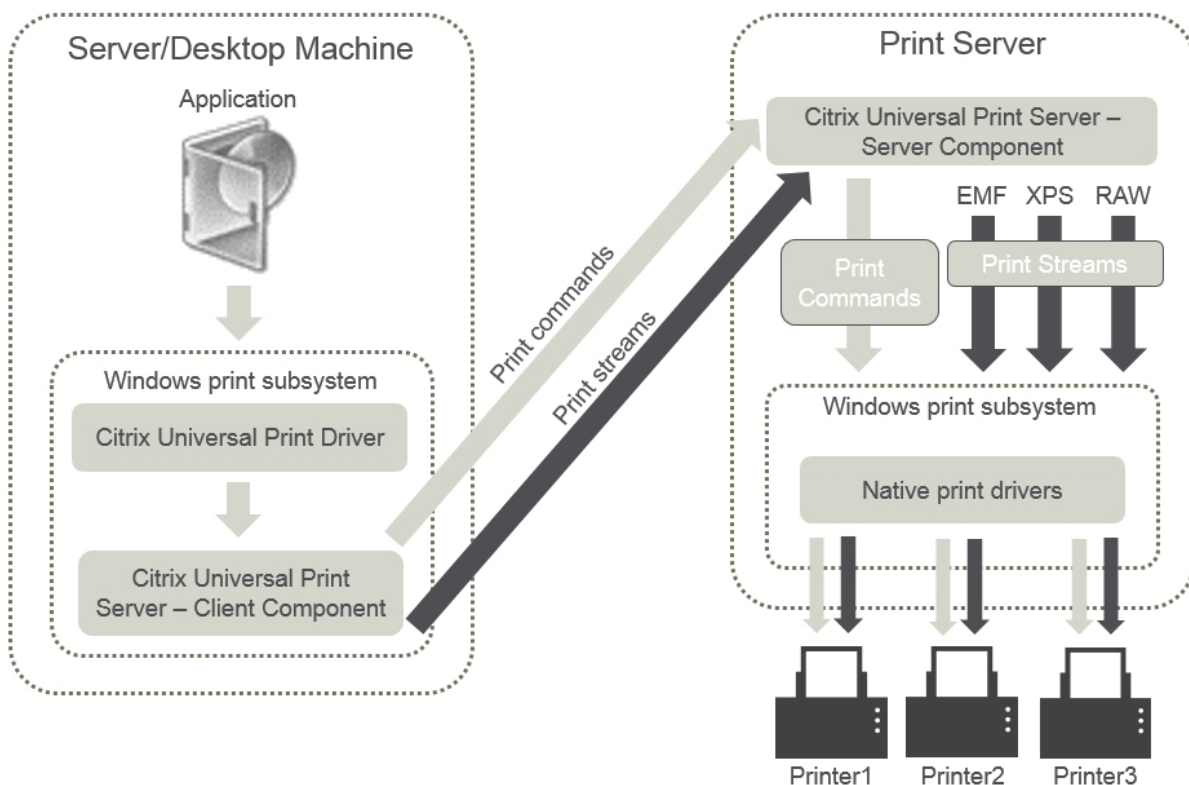 Server/Desktop Machine
Application
Windows print subsystem
Citrix Universal Print Driver
Citrix Universal Print
Server – Client Component
Print commands
Print streams
Print Server
Citrix Universal Print Server –
Server Component
EMF XPS RAW
Print
Commands
Print Streams
Windows print subsystem
Native print drivers
Printer1 Printer2 Printer3